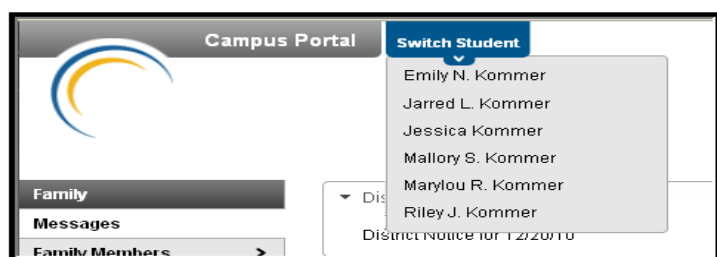 Campus Portal
Switch Student
Emily N. Kommer
Jarred L. Kommer
Jessica Kommer
Mallory S. Kommer
Marylou R. Kommer
Riley J. Kommer
Family
Messages
Family Members >
Dis
District Notice for 12/20/10